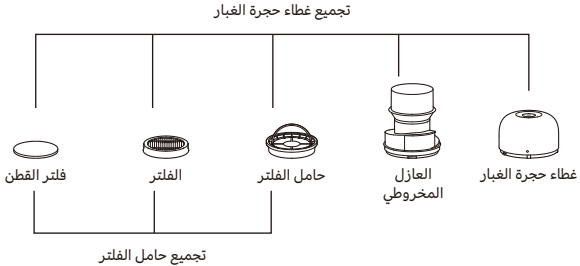 تجميع غطاء حجرة الغبار
غطاء حجرة الغبار
العازل
المخروطي
حامل الفلتر
الفلتر
فلتر القطن
تجميع حامل الفلتر